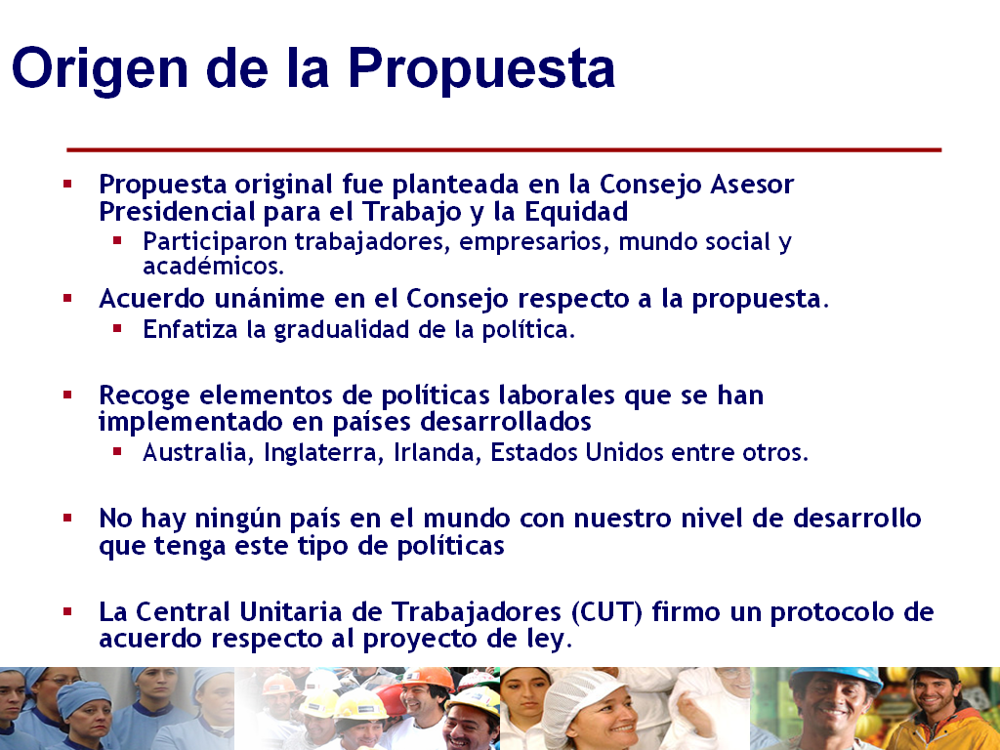 Origen de la Propuesta
Propuesta original fue planteada en la Consejo Asesor
Presidencial para el Trabajo y la Equidad
Participaron trabajadores, empresarios, mundo social y
académicos.
Acuerdo unánime en el Consejo respecto a la propuesta.
Enfatiza la gradualidad de la política.
Recoge elementos de políticas laborales que se han
implementado en países desarrollados
Australia, Inglaterra, Irlanda, Estados Unidos entre otros.
No hay ningún país en el mundo con nuestro nivel de desarrollo
que tenga este tipo de políticas
La Central Unitaria de Trabajadores (CUT) firmo un protocolo de
acuerdo respecto al proyecto de ley.